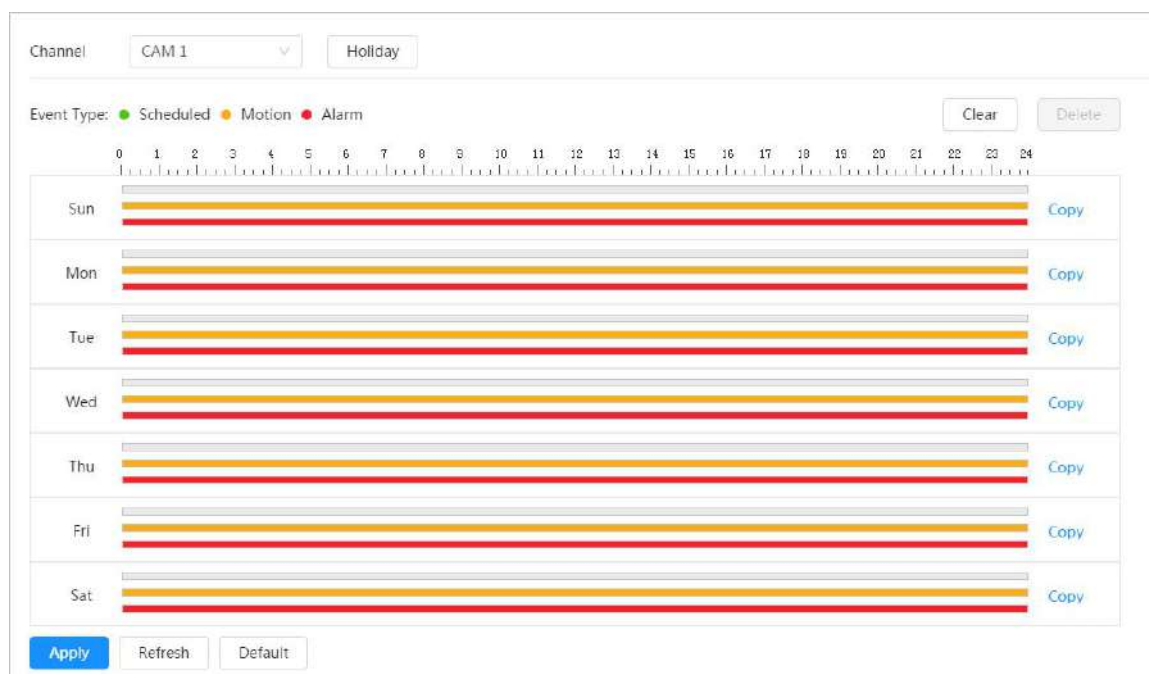 Channel CAM 1 Holiday
Event Type: Scheduled Motion Alarm Clear Delete
0 1 2 3 4 5 6 7 8 9 10 11 12 13 14 15 16 17 18 19 20 21 22 23 24
Sun Copy
Mon Copy
Tue Copy
Wed Copy
Thu Copy
Fri Copy
Sat Copy
Apply Refresh Default